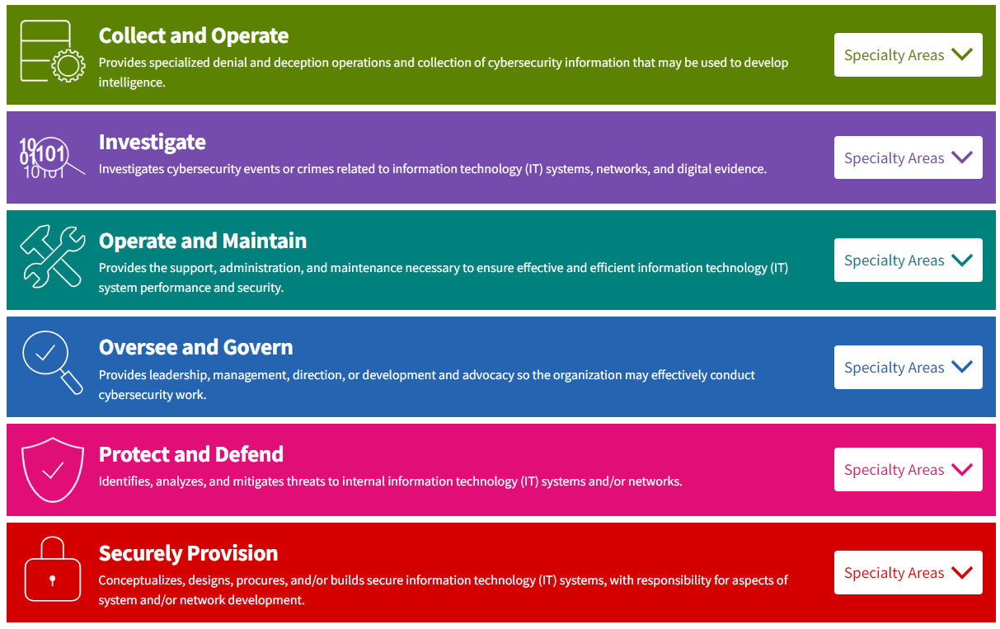 Collect and Operate
Provides specialized denial and deception operations and collection of cybersecurity information that may be used to develop
intelligence.
Specialty Areas
10
01101
10101
Investigate
Investigates cybersecurity events or crimes related to information technology (IT) systems, networks, and digital evidence.
Specialty Areas
Operate and Maintain
Provides the support, administration, and maintenance necessary to ensure effective and efficient information technology (IT)
system performance and security.
Specialty Areas
Oversee and Govern
Provides leadership, management, direction, or development and advocacy so the organization may effectively conduct
cybersecurity work.
Specialty Areas
Protect and Defend
Identifies, analyzes, and mitigates threats to internal information technology (IT) systems and/or networks.
Specialty Areas
Securely Provision
Conceptualizes, designs, procures, and/or builds secure information technology (IT) systems, with responsibility for aspects of
system and/or network development.
Specialty Areas